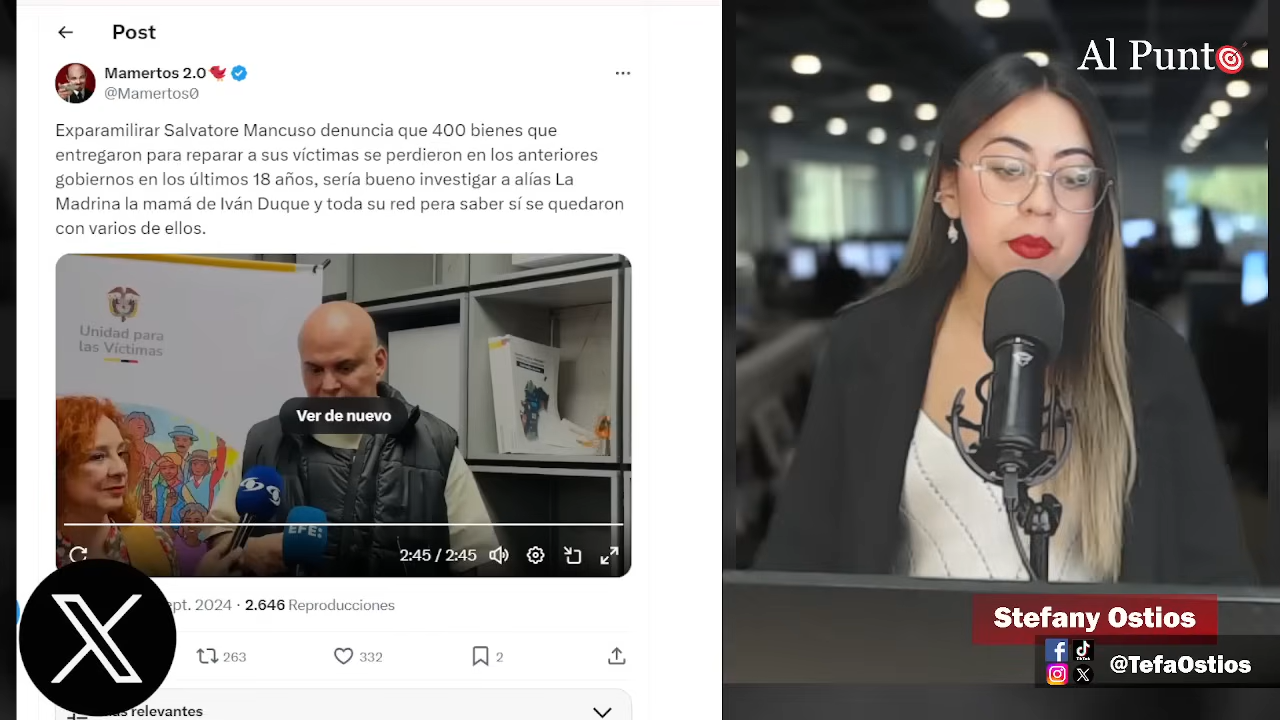 Post
Mamertos 2.0
@Mamertos0
Exparamilirar Salvatore Mancuso denuncia que 400 bienes que
entregaron para reparar a sus víctimas se perdieron en los anteriores
gobiernos en los últimos 18 años, sería bueno investigar a alías La
Madrina la mamá de Iván Duque y toda su red pera saber sí se quedaron
con varios de ellos.
Unidad para
las Víctimas
Ver de nuevo
EFE:
2:45 / 2:45
sept. 2024 · 2.646 Reproducciones
263
332
2
relevantes
Al Punto
Stefany Ostios
@TefaOstios